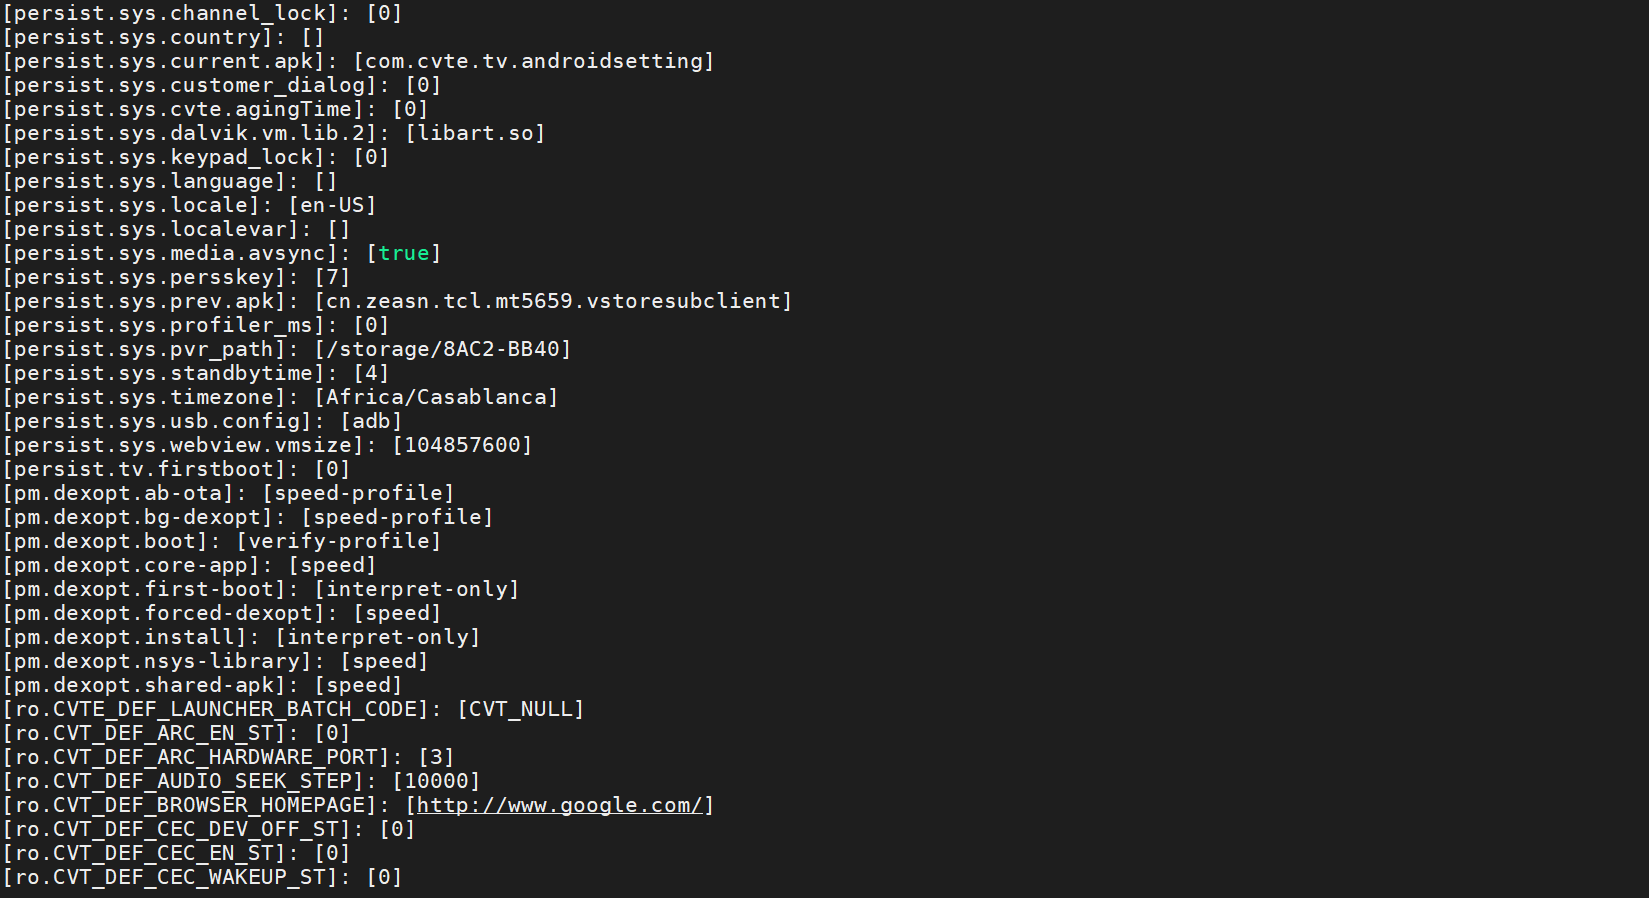 [persist.sys.channel_lock]: [0]
[persist.sys.country]: []
[persist.sys.current.apk]: [com.cvte.tv.androidsetting]
[persist.sys.customer_dialog]: [0]
[persist.sys.cvte.agingTime]: [0]
[persist.sys.dalvik.vm.lib.2]: [libart.so]
[persist.sys.keypad_lock]: [0]
[persist.sys.language]: []
[persist.sys.locale]: [en-US]
[persist.sys.localevar]: []
[persist.sys.media.avsync]: [true]
[persist.sys.persskey]: [7]
[persist.sys.prev.apk]: [cn.zeasn.tcl.mt5659.vstoresubclient]
[persist.sys.profiler_ms]: [0]
[persist.sys.pvr_path]: [/storage/8AC2-BB40]
[persist.sys.standbytime]: [4]
[persist.sys.timezone]: [Africa/Casablanca]
[persist.sys.usb.config]: [adb]
[persist.sys.webview.vmsize]: [104857600]
[persist.tv.firstboot]: [0]
[pm.dexopt.ab-ota]: [speed-profile]
[pm.dexopt.bg-dexopt]: [speed-profile]
[pm.dexopt.boot]: [verify-profile]
[pm.dexopt.core-app]: [speed]
[pm.dexopt.first-boot]: [interpret-only]
[pm.dexopt.forced-dexopt]: [speed]
[pm.dexopt.install]: [interpret-only]
[pm.dexopt.nsys-library]: [speed]
[pm.dexopt.shared-apk]: [speed]
[ro.CVTE_DEF_LAUNCHER_BATCH_CODE]: [CVT_NULL]
[ro.CVT_DEF_ARC_EN_ST]: [0]
[ro.CVT_DEF_ARC_HARDWARE_PORT]: [3]
[ro.CVT_DEF_AUDIO_SEEK_STEP]: [10000]
[ro.CVT_DEF_BROWSER_HOMEPAGE]: [http://www.google.com/]
[ro.CVT_DEF_CEC_DEV_OFF_ST]: [0]
[ro.CVT_DEF_CEC_EN_ST]: [0]
[ro.CVT_DEF_CEC_WAKEUP_ST]: [0]